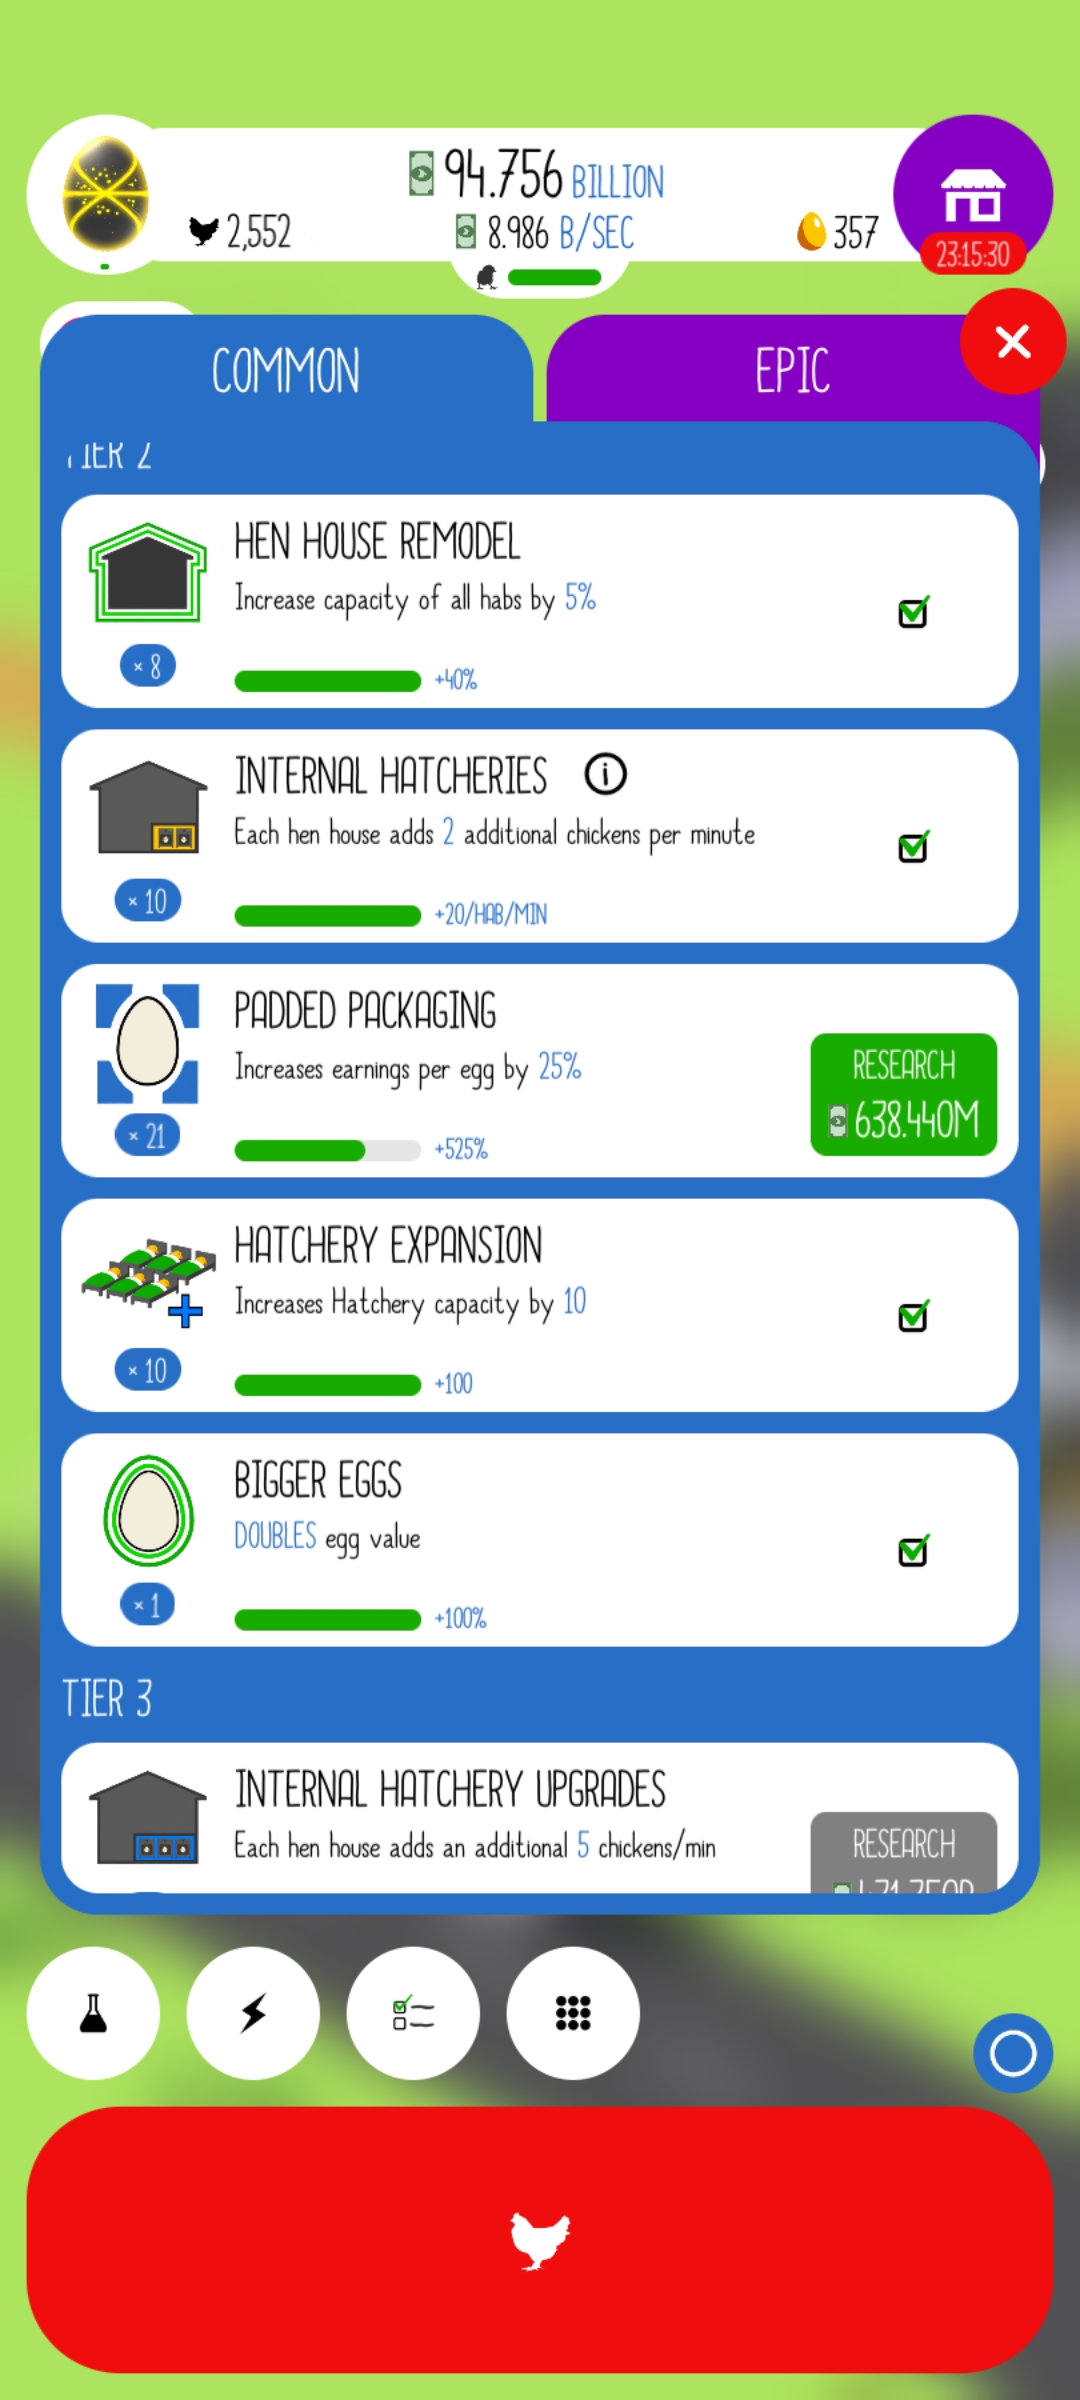 94.756 BILLION
2,552
8.986 B/SEC
357
23:15:30
COMMON
EPIC
TIER 2
HEN HOUSE REMODEL
Increase capacity of all habs by 5%
× 8
+40%
INTERNAL HATCHERIES
Each hen house adds 2 additional chickens per minute
× 10
+20/HAB/MIN
PADDED PACKAGING
Increases earnings per egg by 25%
RESEARCH
638.440M
× 21
+525%
HATCHERY EXPANSION
Increases Hatchery capacity by 10
× 10
+100
BIGGER EGGS
DOUBLES egg value
× 1
+100%
TIER 3
INTERNAL HATCHERY UPGRADES
Each hen house adds an additional 5 chickens/min
RESEARCH